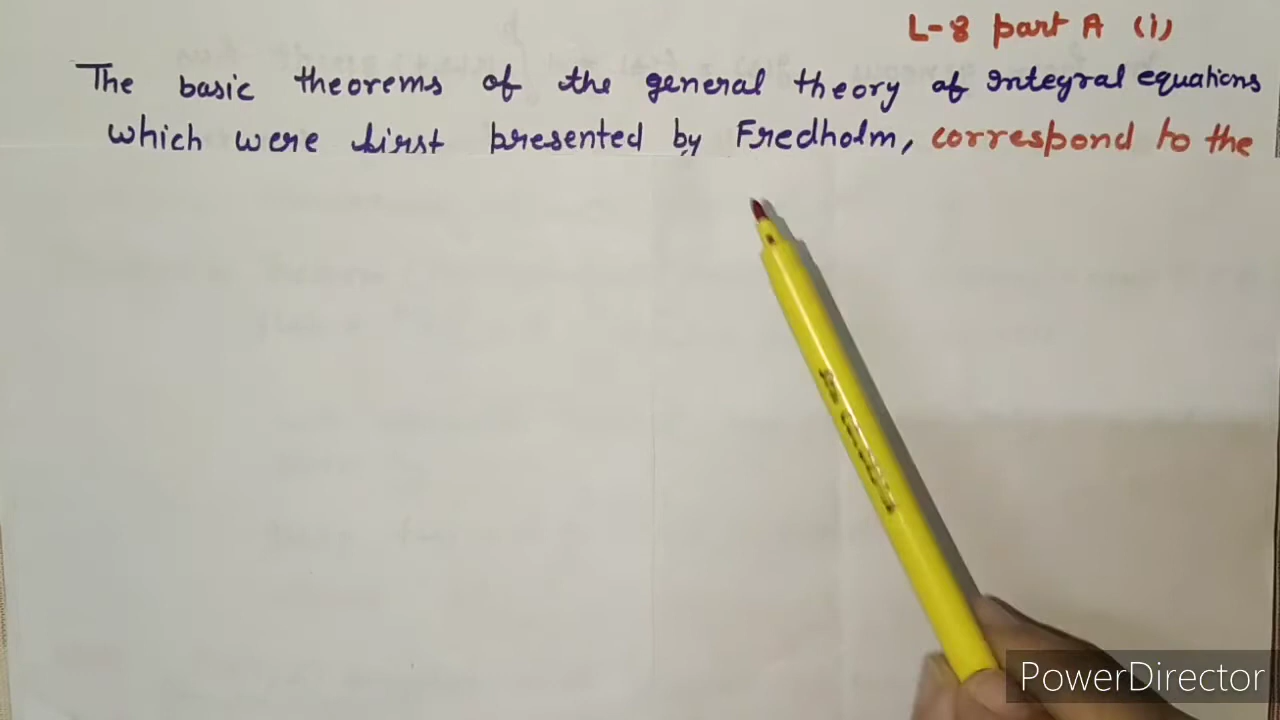 L-8 part A (i)
The basic theorems of the general theory of Integral equations
which were first presented by Fredholm, correspond to the
PowerDirector